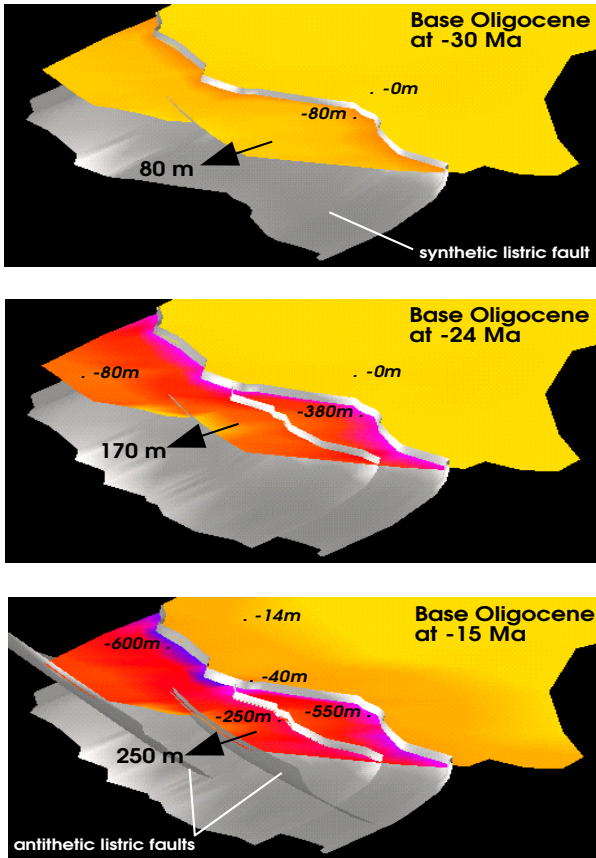 Base Oligocene
at -30 Ma
. -0m
-80m .
80 m
synthetic listric fault
Base Oligocene
at -24 Ma
. -80m
. -0m
-380m .
170 m
Base Oligocene
at -15 Ma
. -14m
-600m .
. -40m
-250m .
-550m .
250 m
antithetic listric faults